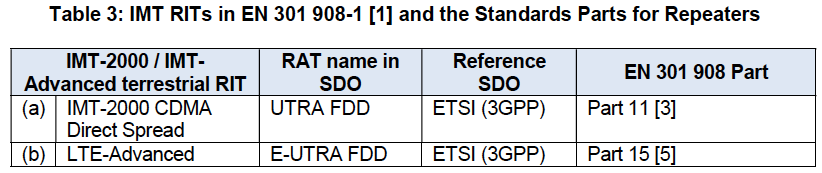 Table 3: IMT RITs in EN 301 908-1 [1] and the Standards Parts for Repeaters
IMT-2000 / IMT-Advanced terrestrial RIT RAT name in SDO Reference SDO EN 301 908 Part
(a) IMT-2000 CDMA Direct Spread UTRA FDD ETSI (3GPP) Part 11 [3]
(b) LTE-Advanced E-UTRA FDD ETSI (3GPP) Part 15 [5]